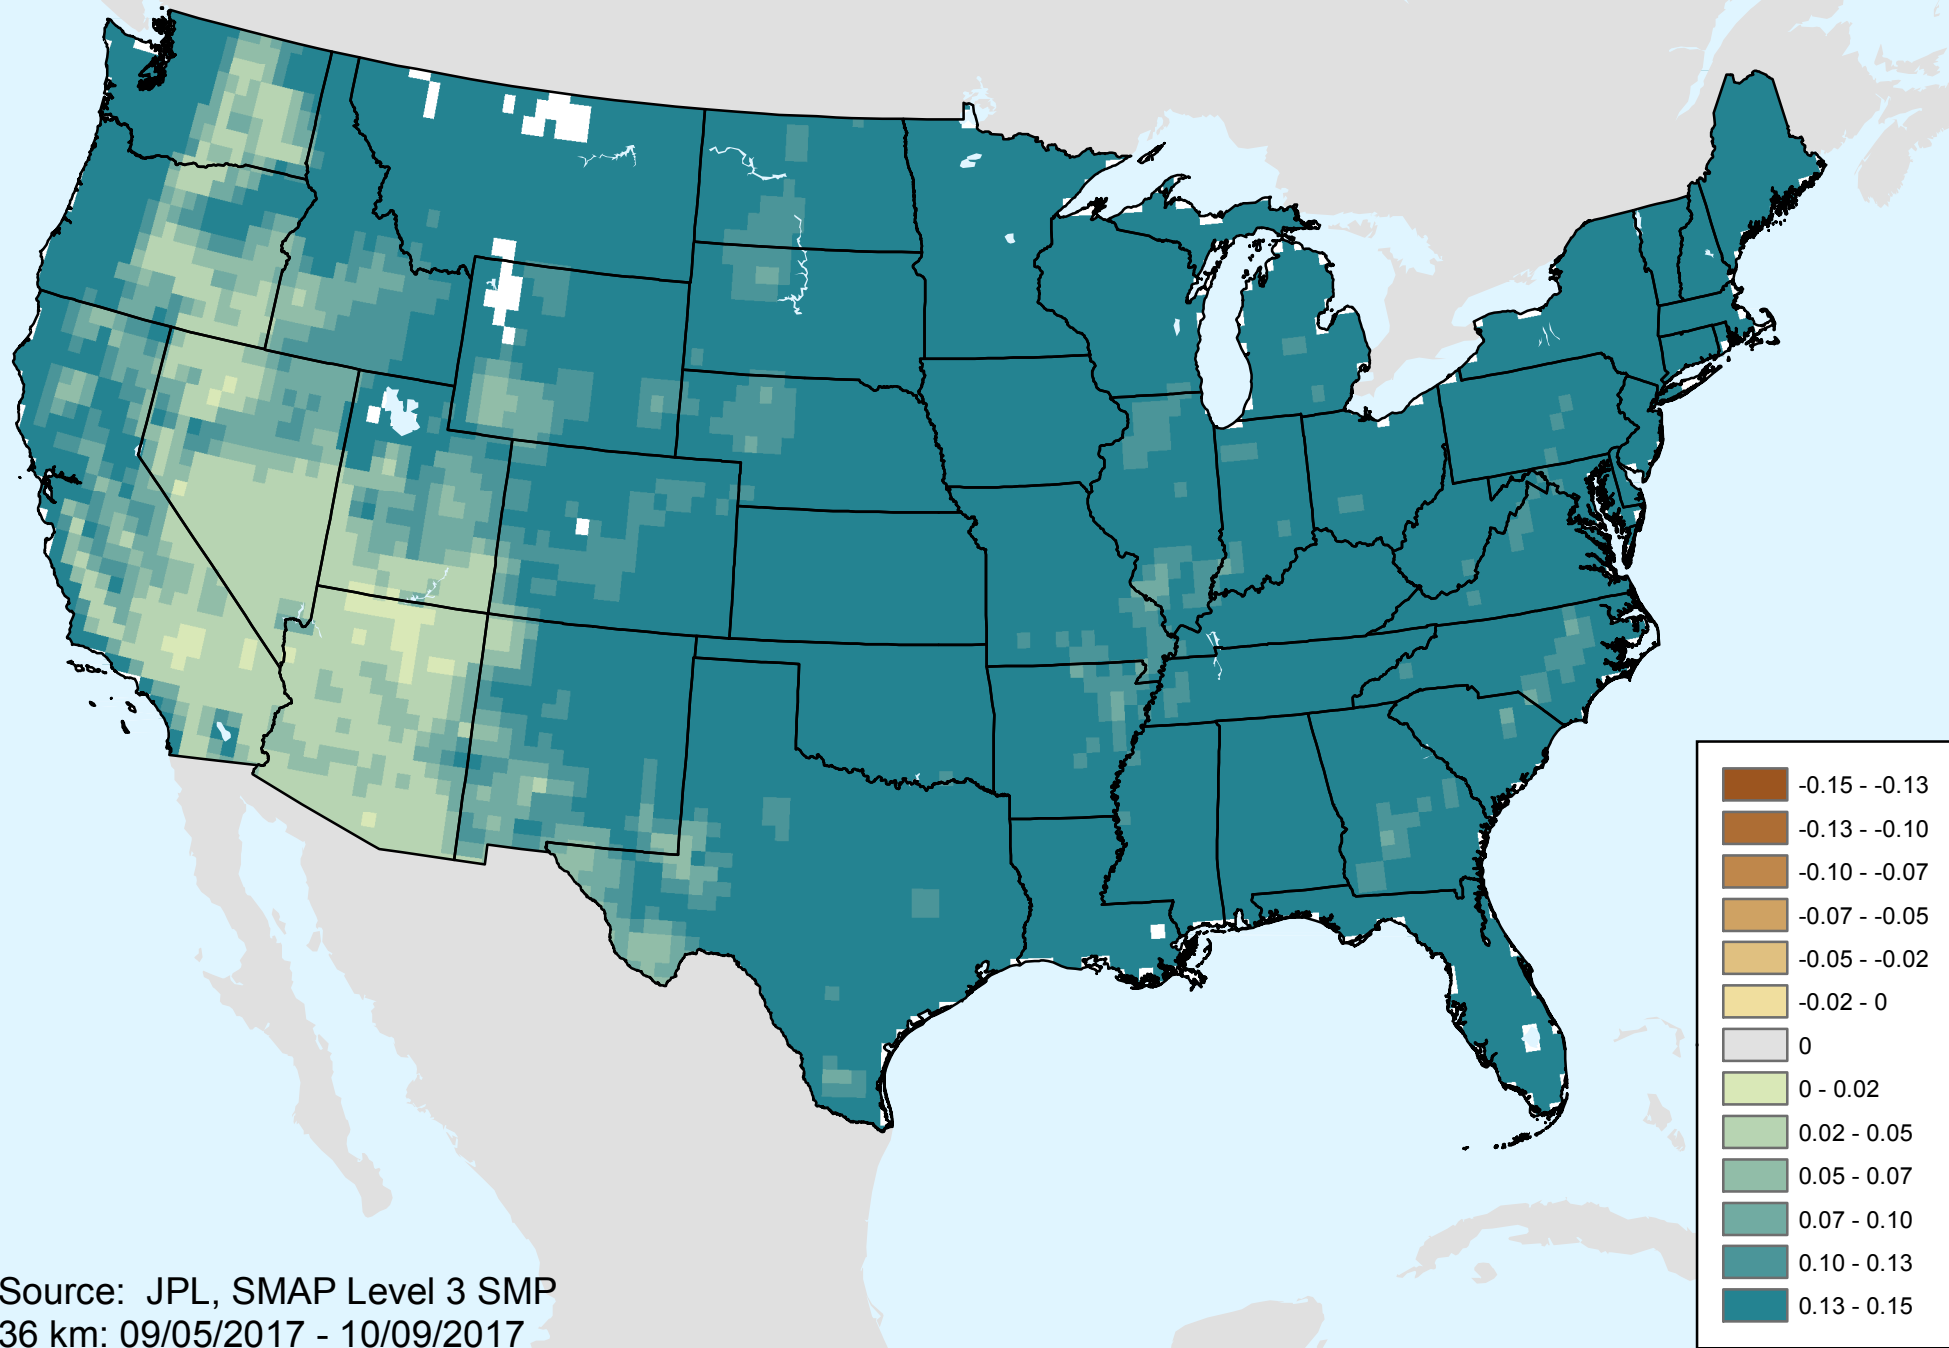 -0.15 - -0.13
-0.13 - -0.10
-0.10 - -0.07
-0.07 - -0.05
-0.05 - -0.02
-0.02 - 0
0
0 - 0.02
0.02 - 0.05
0.05 - 0.07
0.07 - 0.10
0.10 - 0.13
0.13 - 0.15
Source: JPL, SMAP Level 3 SMP
36 km: 09/05/2017 - 10/09/2017